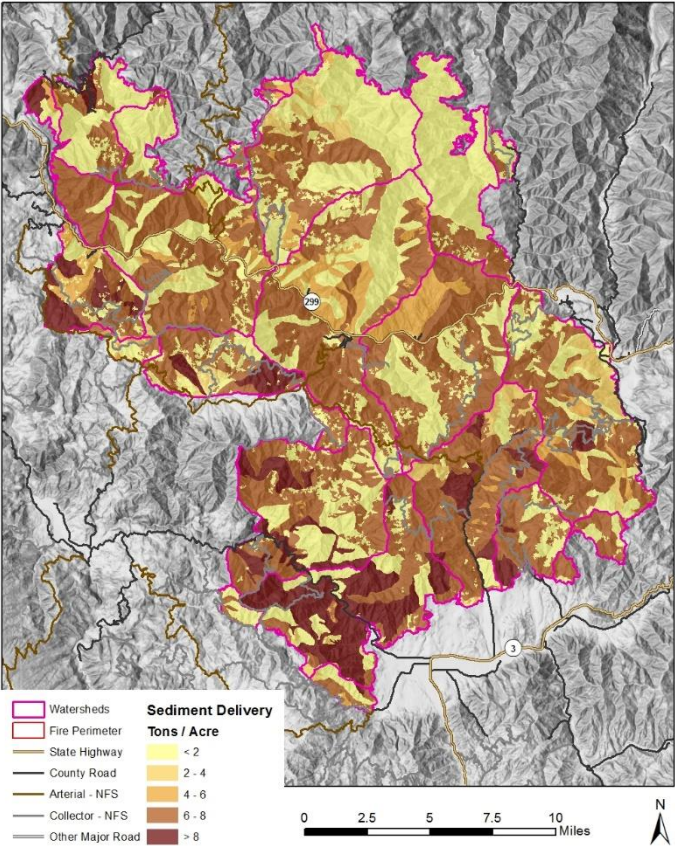 299
3
Watersheds
Fire Perimeter
State Highway
County Road
Arterial - NFS
Collector - NFS
Other Major Road
Sediment Delivery
Tons / Acre
< 2
2 - 4
4 - 6
6 - 8
> 8
0 2.5 5 7.5 10
Miles
N